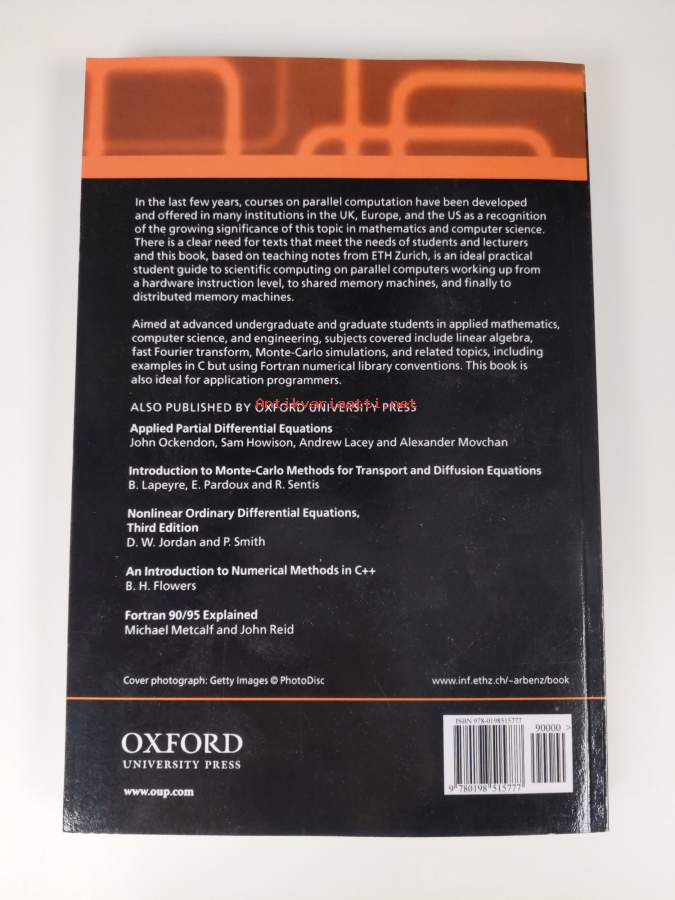 In the last few years, courses on parallel computation have been developed
and offered in many institutions in the UK, Europe, and the US as a recognition
of the growing significance of this topic in mathematics and computer science.
There is a clear need for texts that meet the needs of students and lecturers
and this book, based on teaching notes from ETH Zurich, is an ideal practical
student guide to scientific computing on parallel computers working up from
a hardware instruction level, to shared memory machines, and finally to
distributed memory machines.
Aimed at advanced undergraduate and graduate students in applied mathematics,
computer science, and engineering, subjects covered include linear algebra,
fast Fourier transform, Monte-Carlo simulations, and related topics, including
examples in C but using Fortran numerical library conventions. This book is
also ideal for application programmers.
Antikvariaatti.net
ALSO PUBLISHED BY OXFORD UNIVERSITY PRESS
Applied Partial Differential Equations
John Ockendon, Sam Howison, Andrew Lacey and Alexander Movchan
Introduction to Monte-Carlo Methods for Transport and Diffusion Equations
B. Lapeyre, E. Pardoux and R. Sentis
Nonlinear Ordinary Differential Equations,
Third Edition
D. W. Jordan and P. Smith
An Introduction to Numerical Methods in C++
B. H. Flowers
Fortran 90/95 Explained
Michael Metcalf and John Reid
Cover photograph: Getty Images © PhotoDisc
www.inf.ethz.ch/~arbenz/book
OXFORD
UNIVERSITY PRESS
www.oup.com
ISBN 978-0198515777
90000 >
9 780198 515777